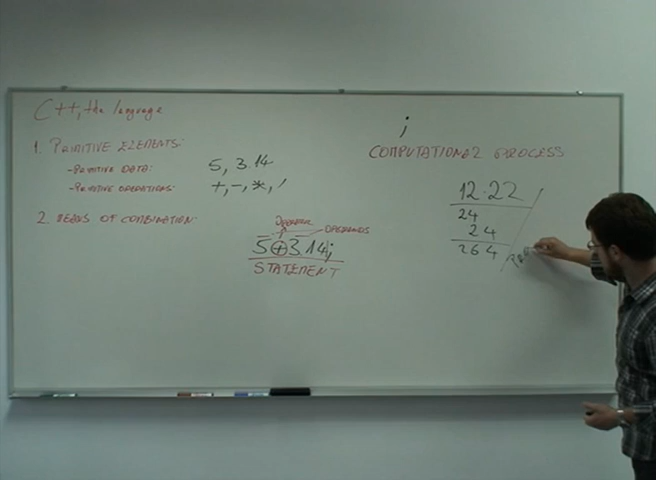 C++, the language
1. PRIMITIVE ELEMENTS:
-PRIMITIVE DATA: 5, 3.14
-PRIMITIVE OPERATIONS: +, -, *, /
2. MEANS OF COMBINATION:
OPERATOR
OPERANDS
5+3.14;
STATEMENT
;
COMPUTATIONAL PROCESS
12.22
24
24
264